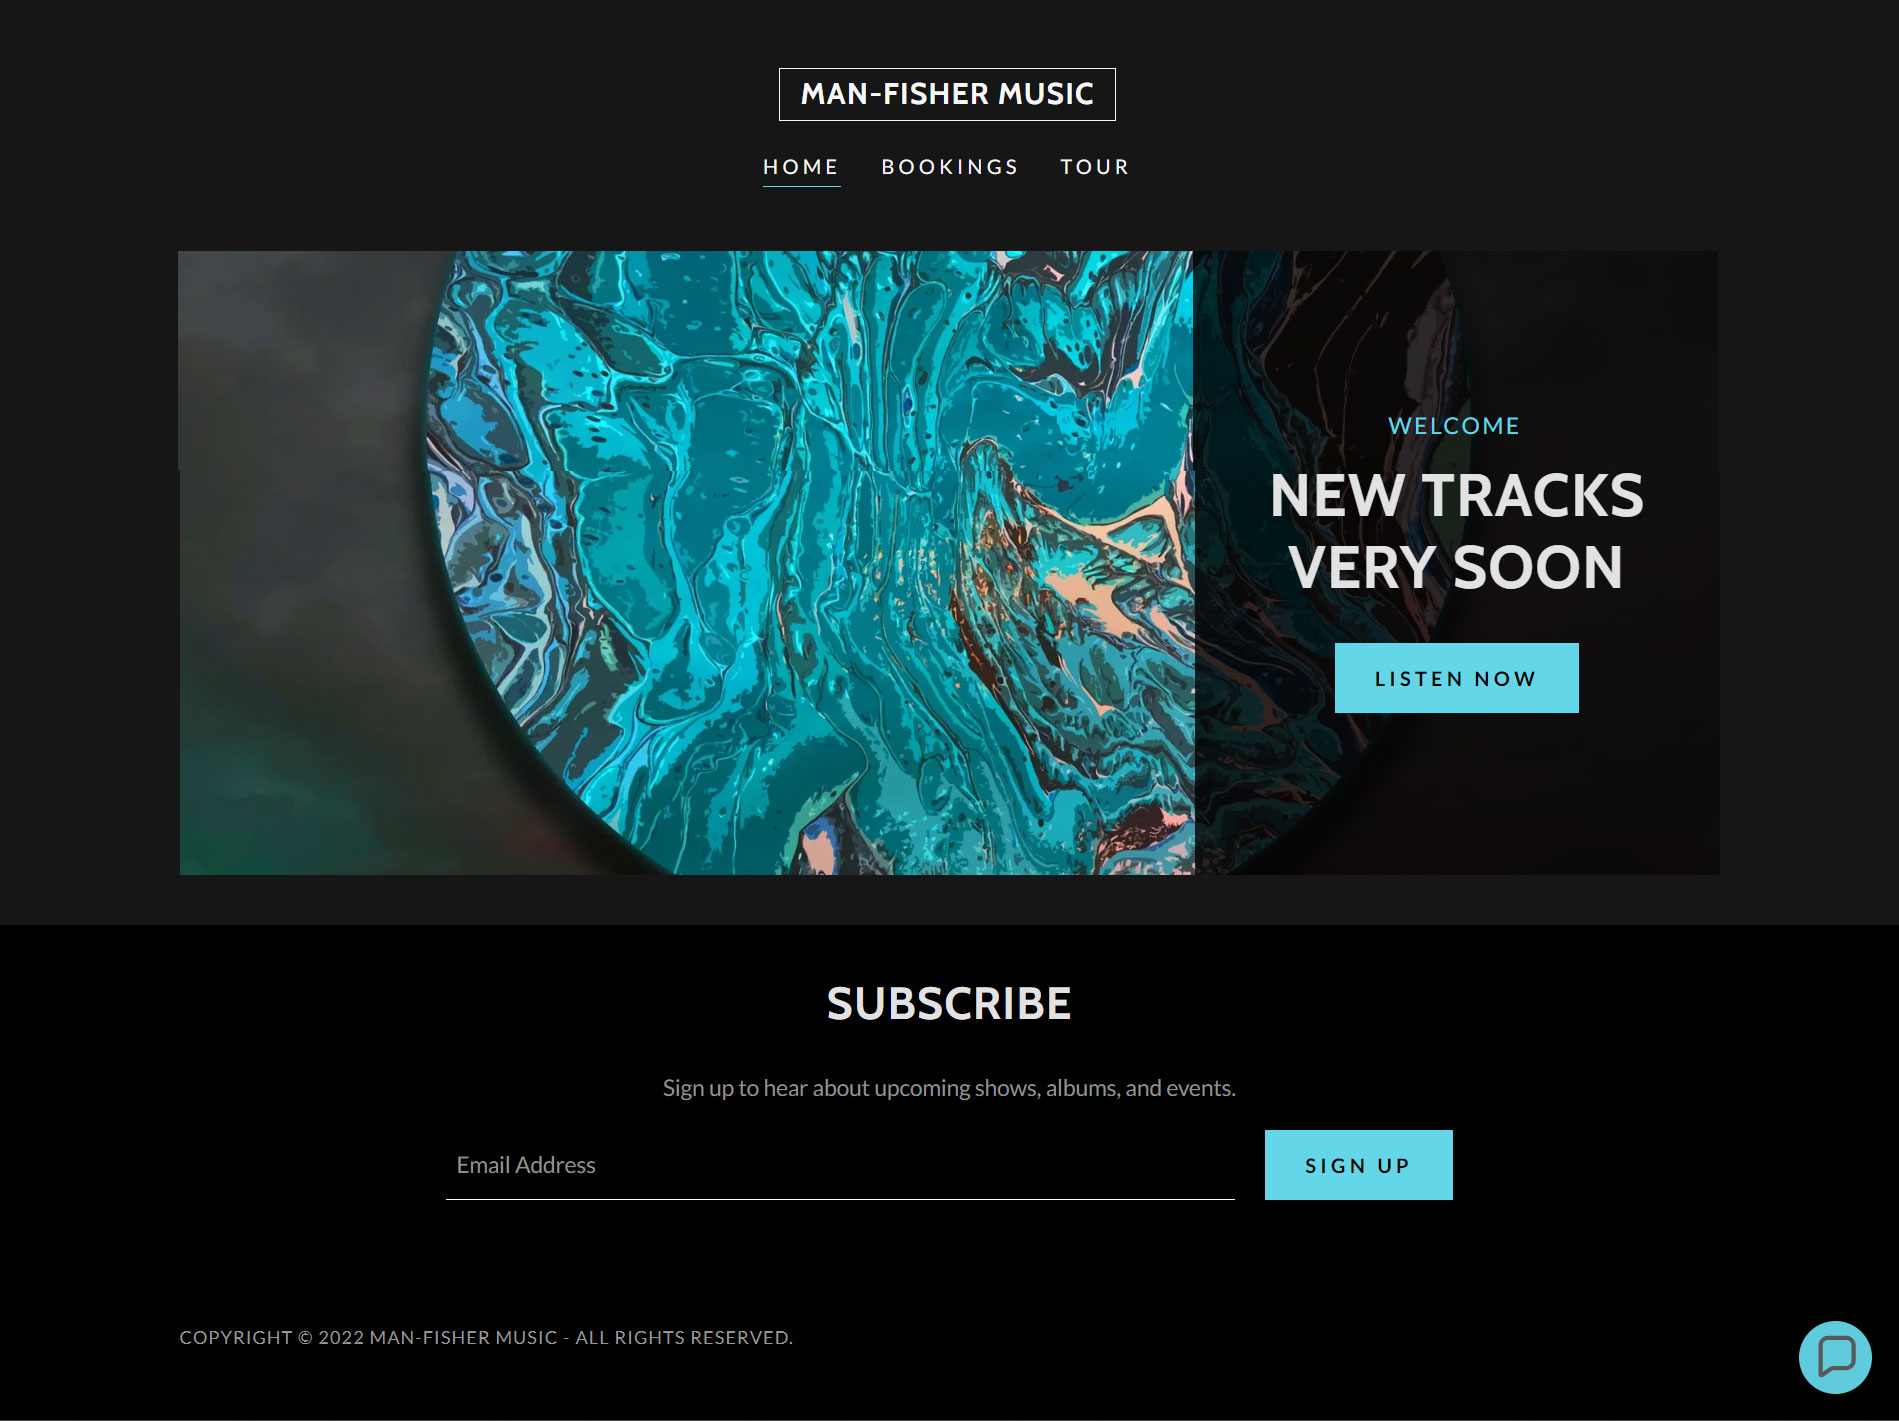 MAN-FISHER MUSIC
HOME BOOKINGS TOUR
WELCOME
NEW TRACKS
VERY SOON
LISTEN NOW
SUBSCRIBE
Sign up to hear about upcoming shows, albums, and events.
Email Address
SIGN UP
COPYRIGHT © 2022 MAN-FISHER MUSIC - ALL RIGHTS RESERVED.